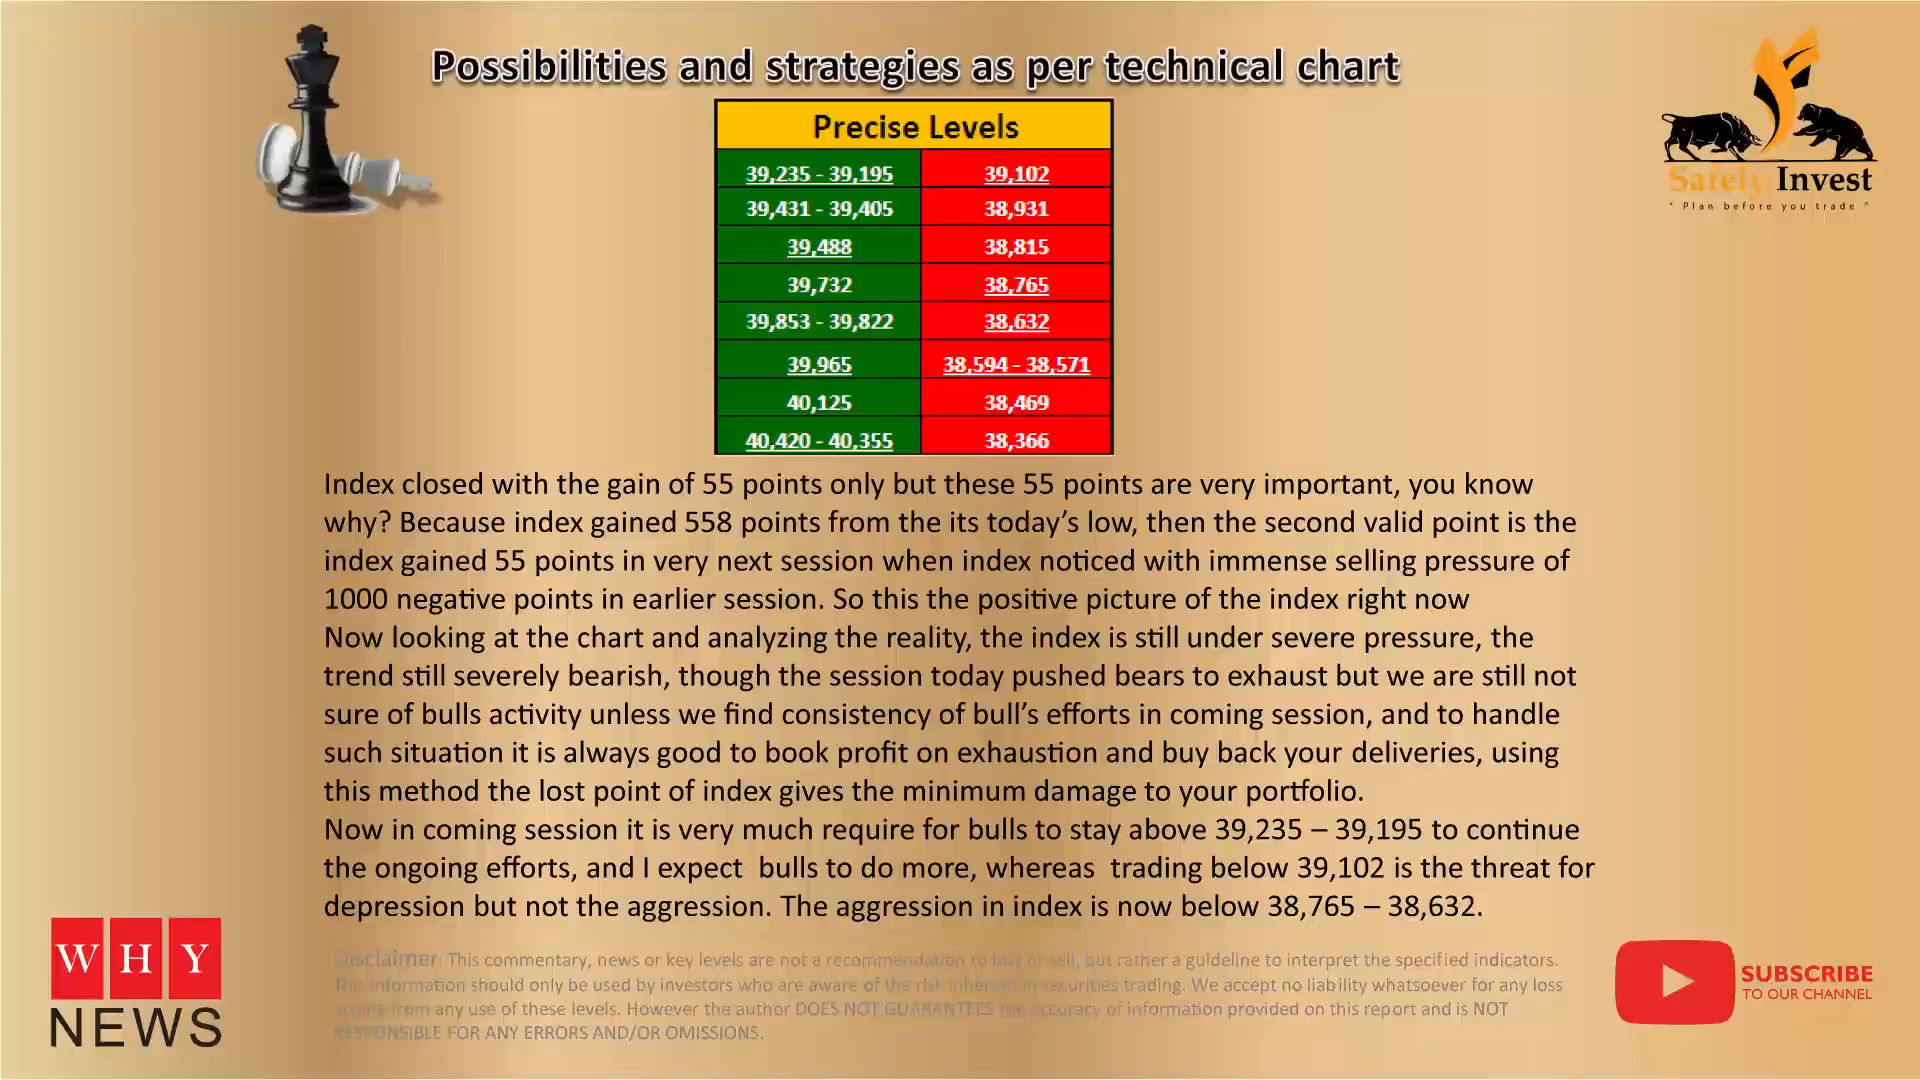 Possibilities and strategies as per technical chart
Precise Levels
39,235 - 39,195 39,102
39,431 - 39,405 38,931
39,488 38,815
39,732 38,765
39,853 - 39,822 38,632
39,965 38,594 - 38,571
40,125 38,469
40,420 - 40,355 38,366
Safely Invest
" Plan before you trade "
Index closed with the gain of 55 points only but these 55 points are very important, you know
why? Because index gained 558 points from the its today's low, then the second valid point is the
index gained 55 points in very next session when index noticed with immense selling pressure of
1000 negative points in earlier session. So this the positive picture of the index right now
Now looking at the chart and analyzing the reality, the index is still under severe pressure, the
trend still severely bearish, though the session today pushed bears to exhaust but we are still not
sure of bulls activity unless we find consistency of bull's efforts in coming session, and to handle
such situation it is always good to book profit on exhaustion and buy back your deliveries, using
this method the lost point of index gives the minimum damage to your portfolio.
Now in coming session it is very much require for bulls to stay above 39,235 – 39,195 to continue
the ongoing efforts, and I expect  bulls to do more, whereas  trading below 39,102 is the threat for
depression but not the aggression. The aggression in index is now below 38,765 – 38,632.
Disclaimer: This commentary, news or key levels are not a recommendation to buy or sell, but rather a guideline to interpret the specified indicators.
This information should only be used by investors who are aware of the risk inherent in securities trading. We accept no liability whatsoever for any loss
arising from any use of these levels. However the author DOES NOT GUARANTEES the accuracy of information provided on this report and is NOT
RESPONSIBLE FOR ANY ERRORS AND/OR OMISSIONS.
WHY
NEWS
SUBSCRIBE
TO OUR CHANNEL